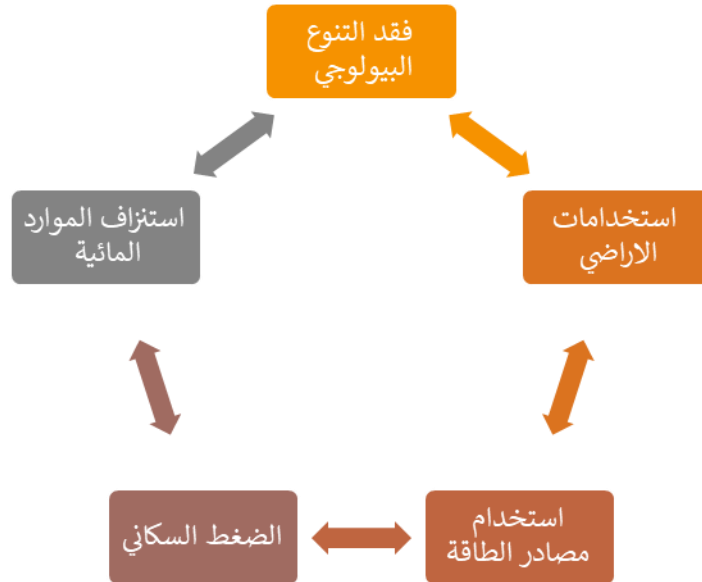 فقد التنوع
البيولوجي
استخدامات
الاراضي
استخدام
مصادر الطاقة
الضغط السكاني
استنزاف الموارد
المائية